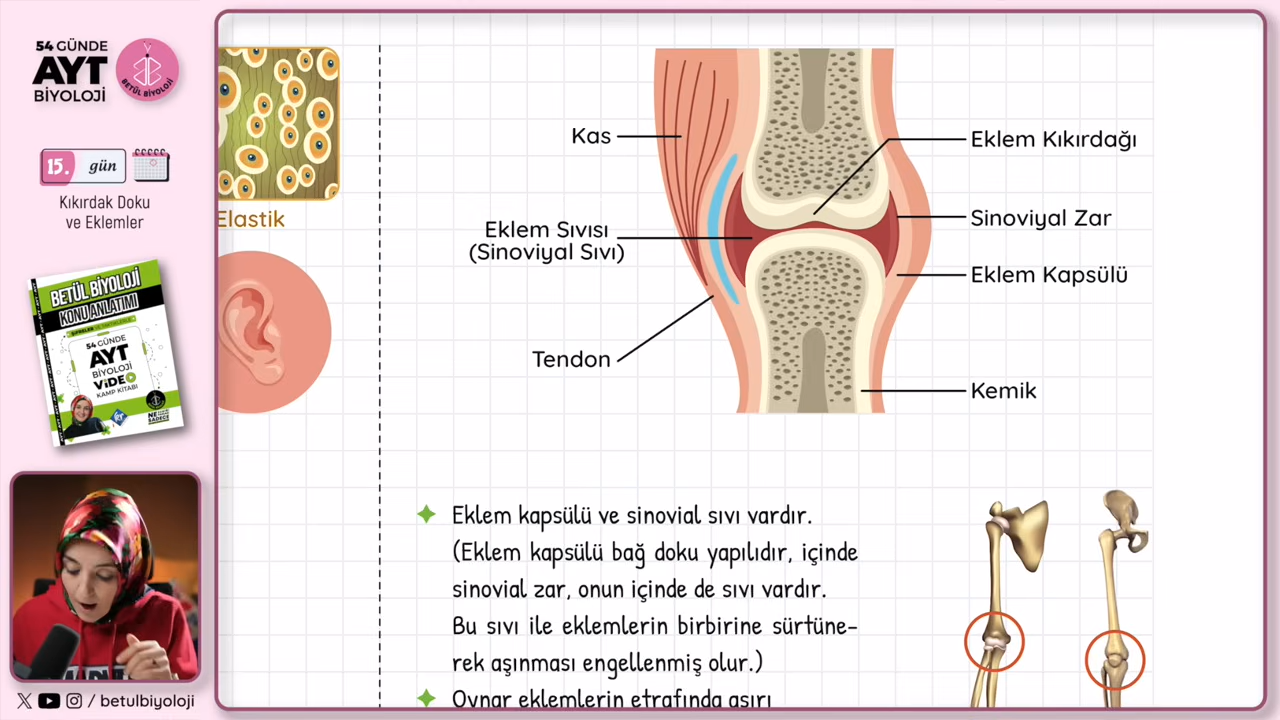 54 GÜNDE
AYT
BİYOLOJİ
BETÜL BİYOLOJİ
15. gün
Kıkırdak Doku
ve Eklemler
BETÜL BİYOLOJİ
KONU ANLATIMI
54 GÜNDE
AYT
BİYOLOJİ
VİDEO
KAMP KİTABI
/ betulbiyoloji
Elastik
Kas
Eklem Sıvısı
(Sinoviyal Sıvı)
Tendon
Eklem Kıkırdağı
Sinoviyal Zar
Eklem Kapsülü
Kemik
Eklem kapsülü ve sinovial sıvı vardır.
(Eklem kapsülü bağ doku yapılıdır, içinde
sinovial zar, onun içinde de sıvı vardır.
Bu sıvı ile eklemlerin birbirine sürtüne-
rek aşınması engellenmiş olur.)
Oynar eklemlerin etrafında aşırı